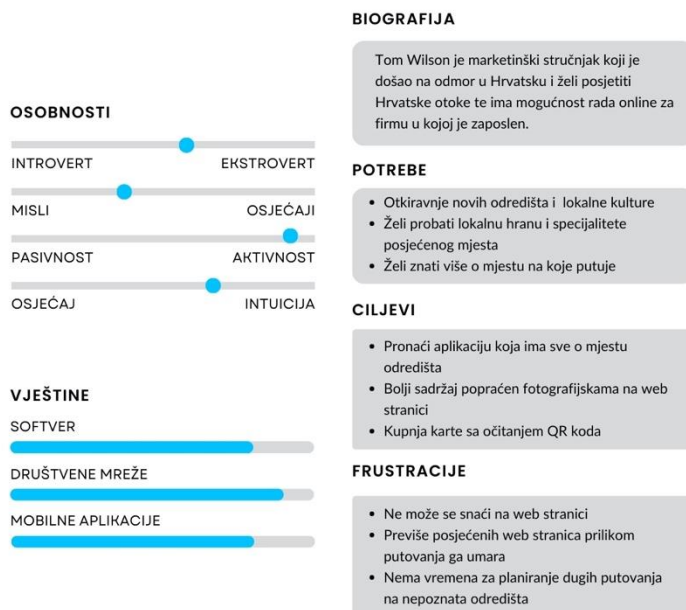 OSOBNOSTI
INTROVERT EKSTROVERT
MISLI OSJEĆAJI
PASIVNOST AKTIVNOST
OSJEĆAJ INTUICIJA
VJEŠTINE
SOFTVER
DRUŠTVENE MREŽE
MOBILNE APLIKACIJE
BIOGRAFIJA
Tom Wilson je marketinški stručnjak koji je
došao na odmor u Hrvatsku i želi posjetiti
Hrvatske otoke te ima mogućnost rada online za
firmu u kojoj je zaposlen.
POTREBE
• Otkiravnje novih odredišta i lokalne kulture
• Želi probati lokalnu hranu i specijalitete
posjećenog mjesta
• Želi znati više o mjestu na koje putuje
CILJEVI
• Pronaći aplikaciju koja ima sve o mjestu
odredišta
• Bolji sadržaj popraćen fotografijskama na web
stranici
• Kupnja karte sa očitanjem QR koda
FRUSTRACIJE
• Ne može se snaći na web stranici
• Previše posjećenih web stranica prilikom
putovanja ga umara
• Nema vremena za planiranje dugih putovanja
na nepoznata odredišta